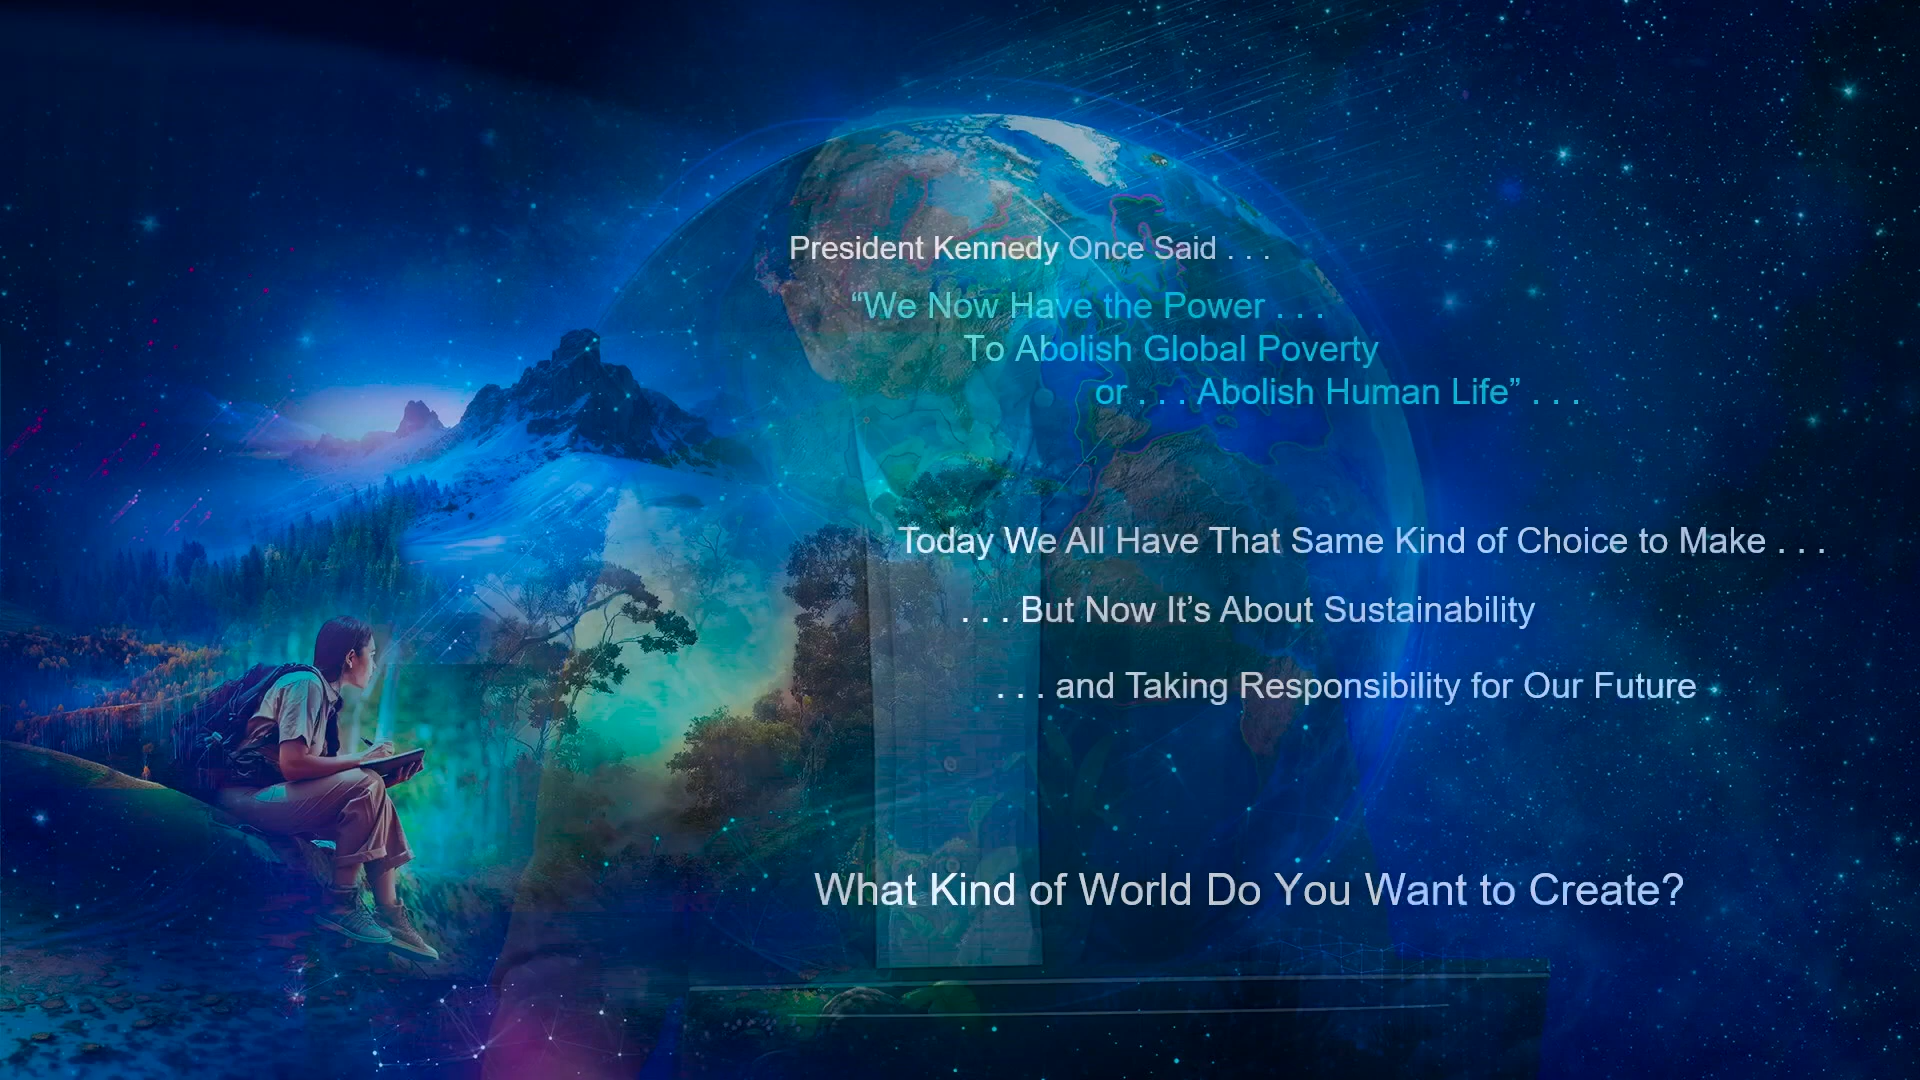 President Kennedy Once Said . . .
“We Now Have the Power . . .
To Abolish Global Poverty
or . . . Abolish Human Life” . . .
Today We All Have That Same Kind of Choice to Make . . .
. . . But Now It’s About Sustainability
. . . and Taking Responsibility for Our Future
What Kind of World Do You Want to Create?